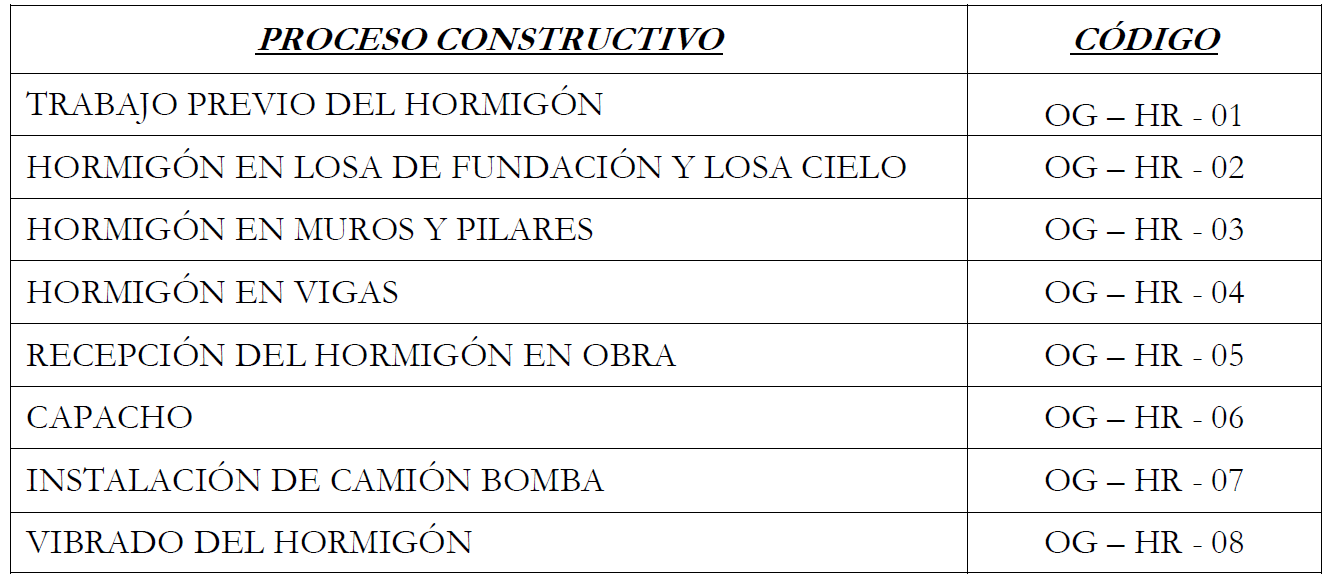 PROCESO CONSTRUCTIVO CÓDIGO
TRABAJO PREVIO DEL HORMIGÓN OG – HR - 01
HORMIGÓN EN LOSA DE FUNDACIÓN Y LOSA CIELO OG – HR - 02
HORMIGÓN EN MUROS Y PILARES OG – HR - 03
HORMIGÓN EN VIGAS OG – HR - 04
RECEPCIÓN DEL HORMIGÓN EN OBRA OG – HR - 05
CAPACHO OG – HR - 06
INSTALACIÓN DE CAMIÓN BOMBA OG – HR - 07
VIBRADO DEL HORMIGÓN OG – HR - 08